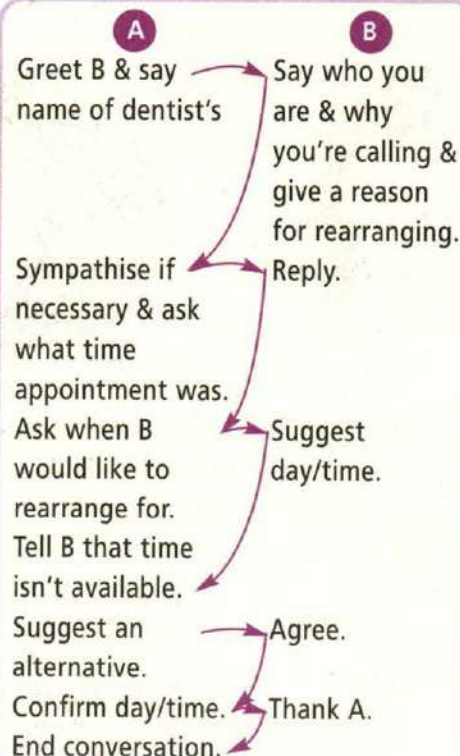 A
B
Greet B & say
name of dentist's
Say who you
are & why
you're calling &
give a reason
for rearranging.
Sympathise if
necessary & ask
what time
appointment was.
Reply.
Ask when B
would like to
rearrange for.
Suggest
day/time.
Tell B that time
isn't available.
Suggest an
alternative.
Agree.
Confirm day/time.
Thank A.
End conversation.